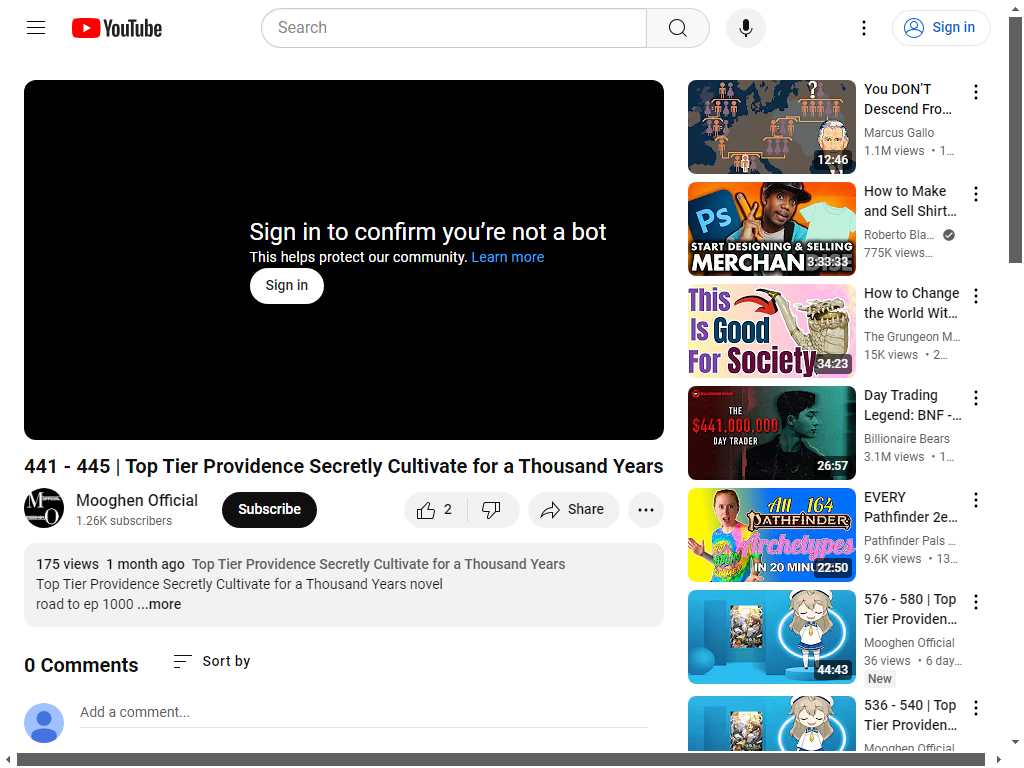 YouTube
Search
Sign in
Sign in to confirm you’re not a bot
This helps protect our community. Learn more
Sign in
441 - 445 | Top Tier Providence Secretly Cultivate for a Thousand Years
Mooghen Official
1.26K subscribers
Subscribe
2
Share
175 views 1 month ago Top Tier Providence Secretly Cultivate for a Thousand Years
Top Tier Providence Secretly Cultivate for a Thousand Years novel
road to ep 1000 ...more
0 Comments
Sort by
Add a comment...
?
12:46
You DON’T
Descend Fro...
Marcus Gallo
1.1M views • 1...
Ps
START DESIGNING & SELLING
MERCHANDISE
3:33:33
How to Make
and Sell Shirt...
Roberto Bla...
775K views...
This
Is Good
For Society
34:23
How to Change
the World Wit...
The Grungeon M...
15K views • 2...
THE
$441,000,000
DAY TRADER
26:57
Day Trading
Legend: BNF -...
Billionaire Bears
3.1M views • 1...
All 164
PATHFINDER
Archetypes
IN 20 MINU
22:50
EVERY
Pathfinder 2e...
Pathfinder Pals ...
9.6K views • 13...
44:43
576 - 580 | Top
Tier Providen...
Mooghen Official
36 views • 6 day...
New
536 - 540 | Top
Tier Providen...
Mooghen Official